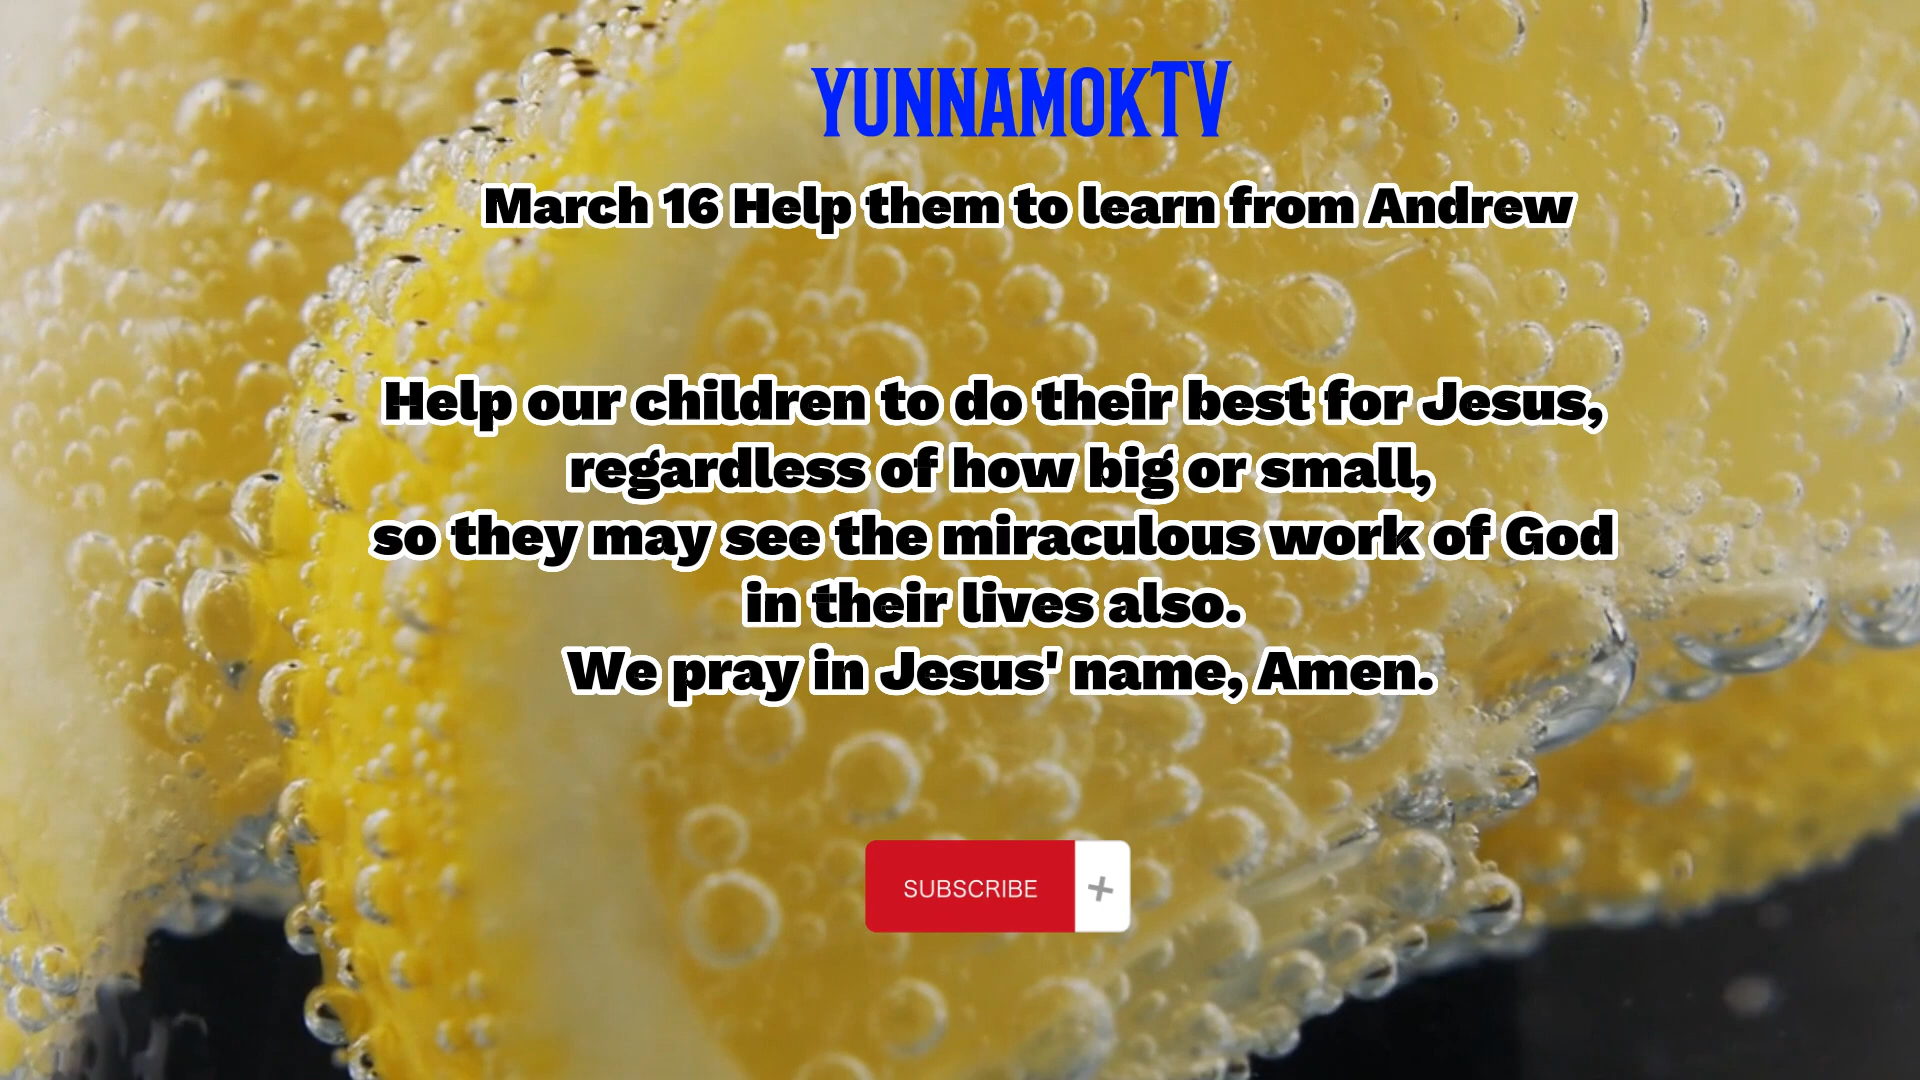 YUNNAMOKTV
March 16 Help them to learn from Andrew
Help our children to do their best for Jesus,
regardless of how big or small,
so they may see the miraculous work of God
in their lives also.
We pray in Jesus' name, Amen.
SUBSCRIBE +